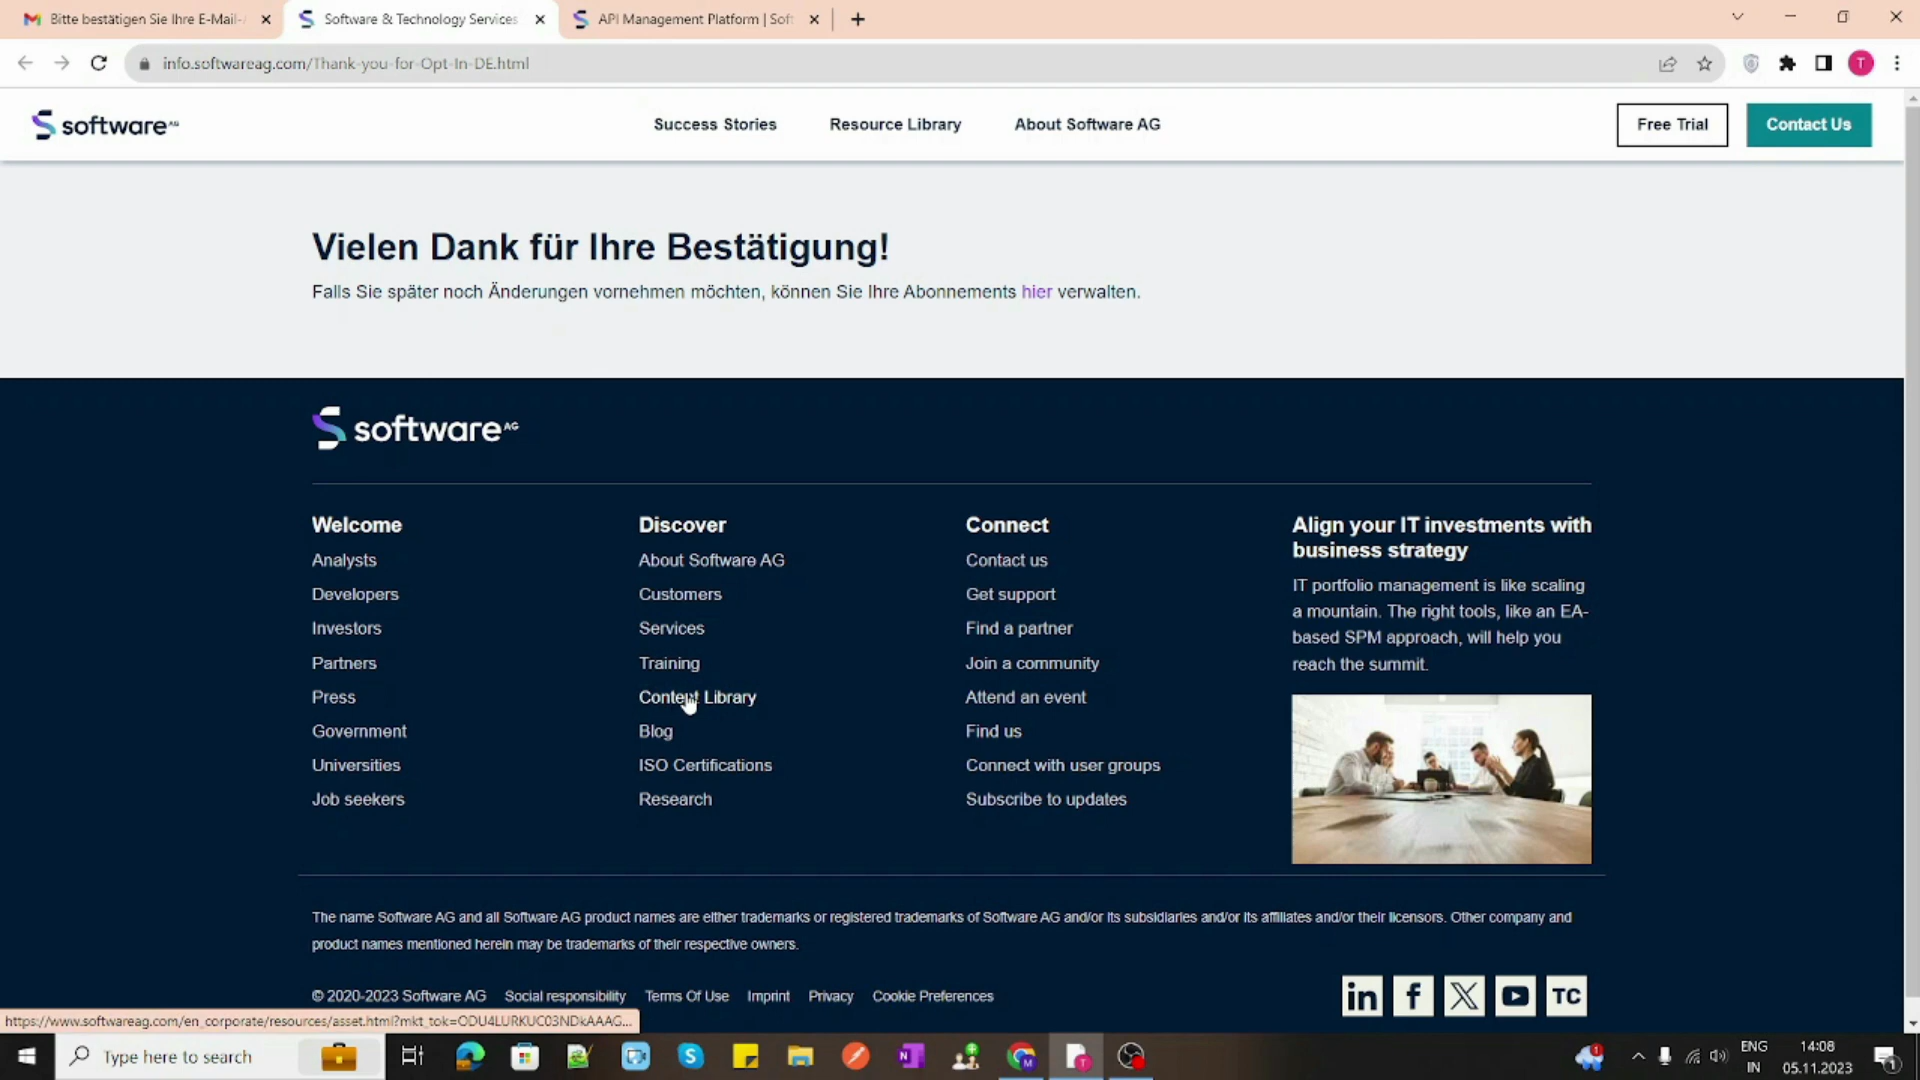 Bitte bestätigen Sie Ihre E-Mail-
Software & Technology Services
API Management Platform | Sof
info.softwareag.com/Thank-you-for-Opt-In-DE.html
T
software AG
Success Stories
Resource Library
About Software AG
Free Trial
Contact Us
Vielen Dank für Ihre Bestätigung!
Falls Sie später noch Änderungen vornehmen möchten, können Sie Ihre Abonnements hier verwalten.
software AG
Welcome
Analysts
Developers
Investors
Partners
Press
Government
Universities
Job seekers
Discover
About Software AG
Customers
Services
Training
Content Library
Blog
ISO Certifications
Research
Connect
Contact us
Get support
Find a partner
Join a community
Attend an event
Find us
Connect with user groups
Subscribe to updates
Align your IT investments with
business strategy
IT portfolio management is like scaling
a mountain. The right tools, like an EA-
based SPM approach, will help you
reach the summit.
The name Software AG and all Software AG product names are either trademarks or registered trademarks of Software AG and/or its subsidiaries and/or its affiliates and/or their licensors. Other company and
product names mentioned herein may be trademarks of their respective owners.
© 2020-2023 Software AG Social responsibility Terms Of Use Imprint Privacy Cookie Preferences
in f X TC
https://www.softwareag.com/en_corporate/resources/asset.html?mkt_tok=ODU4LURKUC03NDkAAAG...
Type here to search
ENG
IN
14:08
05.11.2023
1